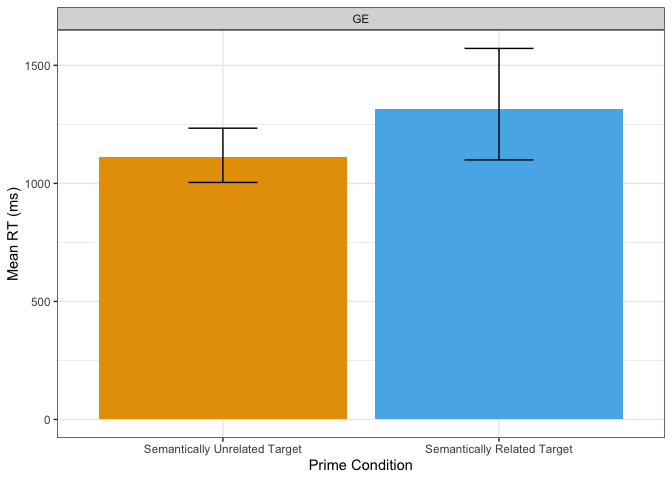 GE
1500
1000
500
0
Mean RT (ms)
Semantically Unrelated Target
Semantically Related Target
Prime Condition